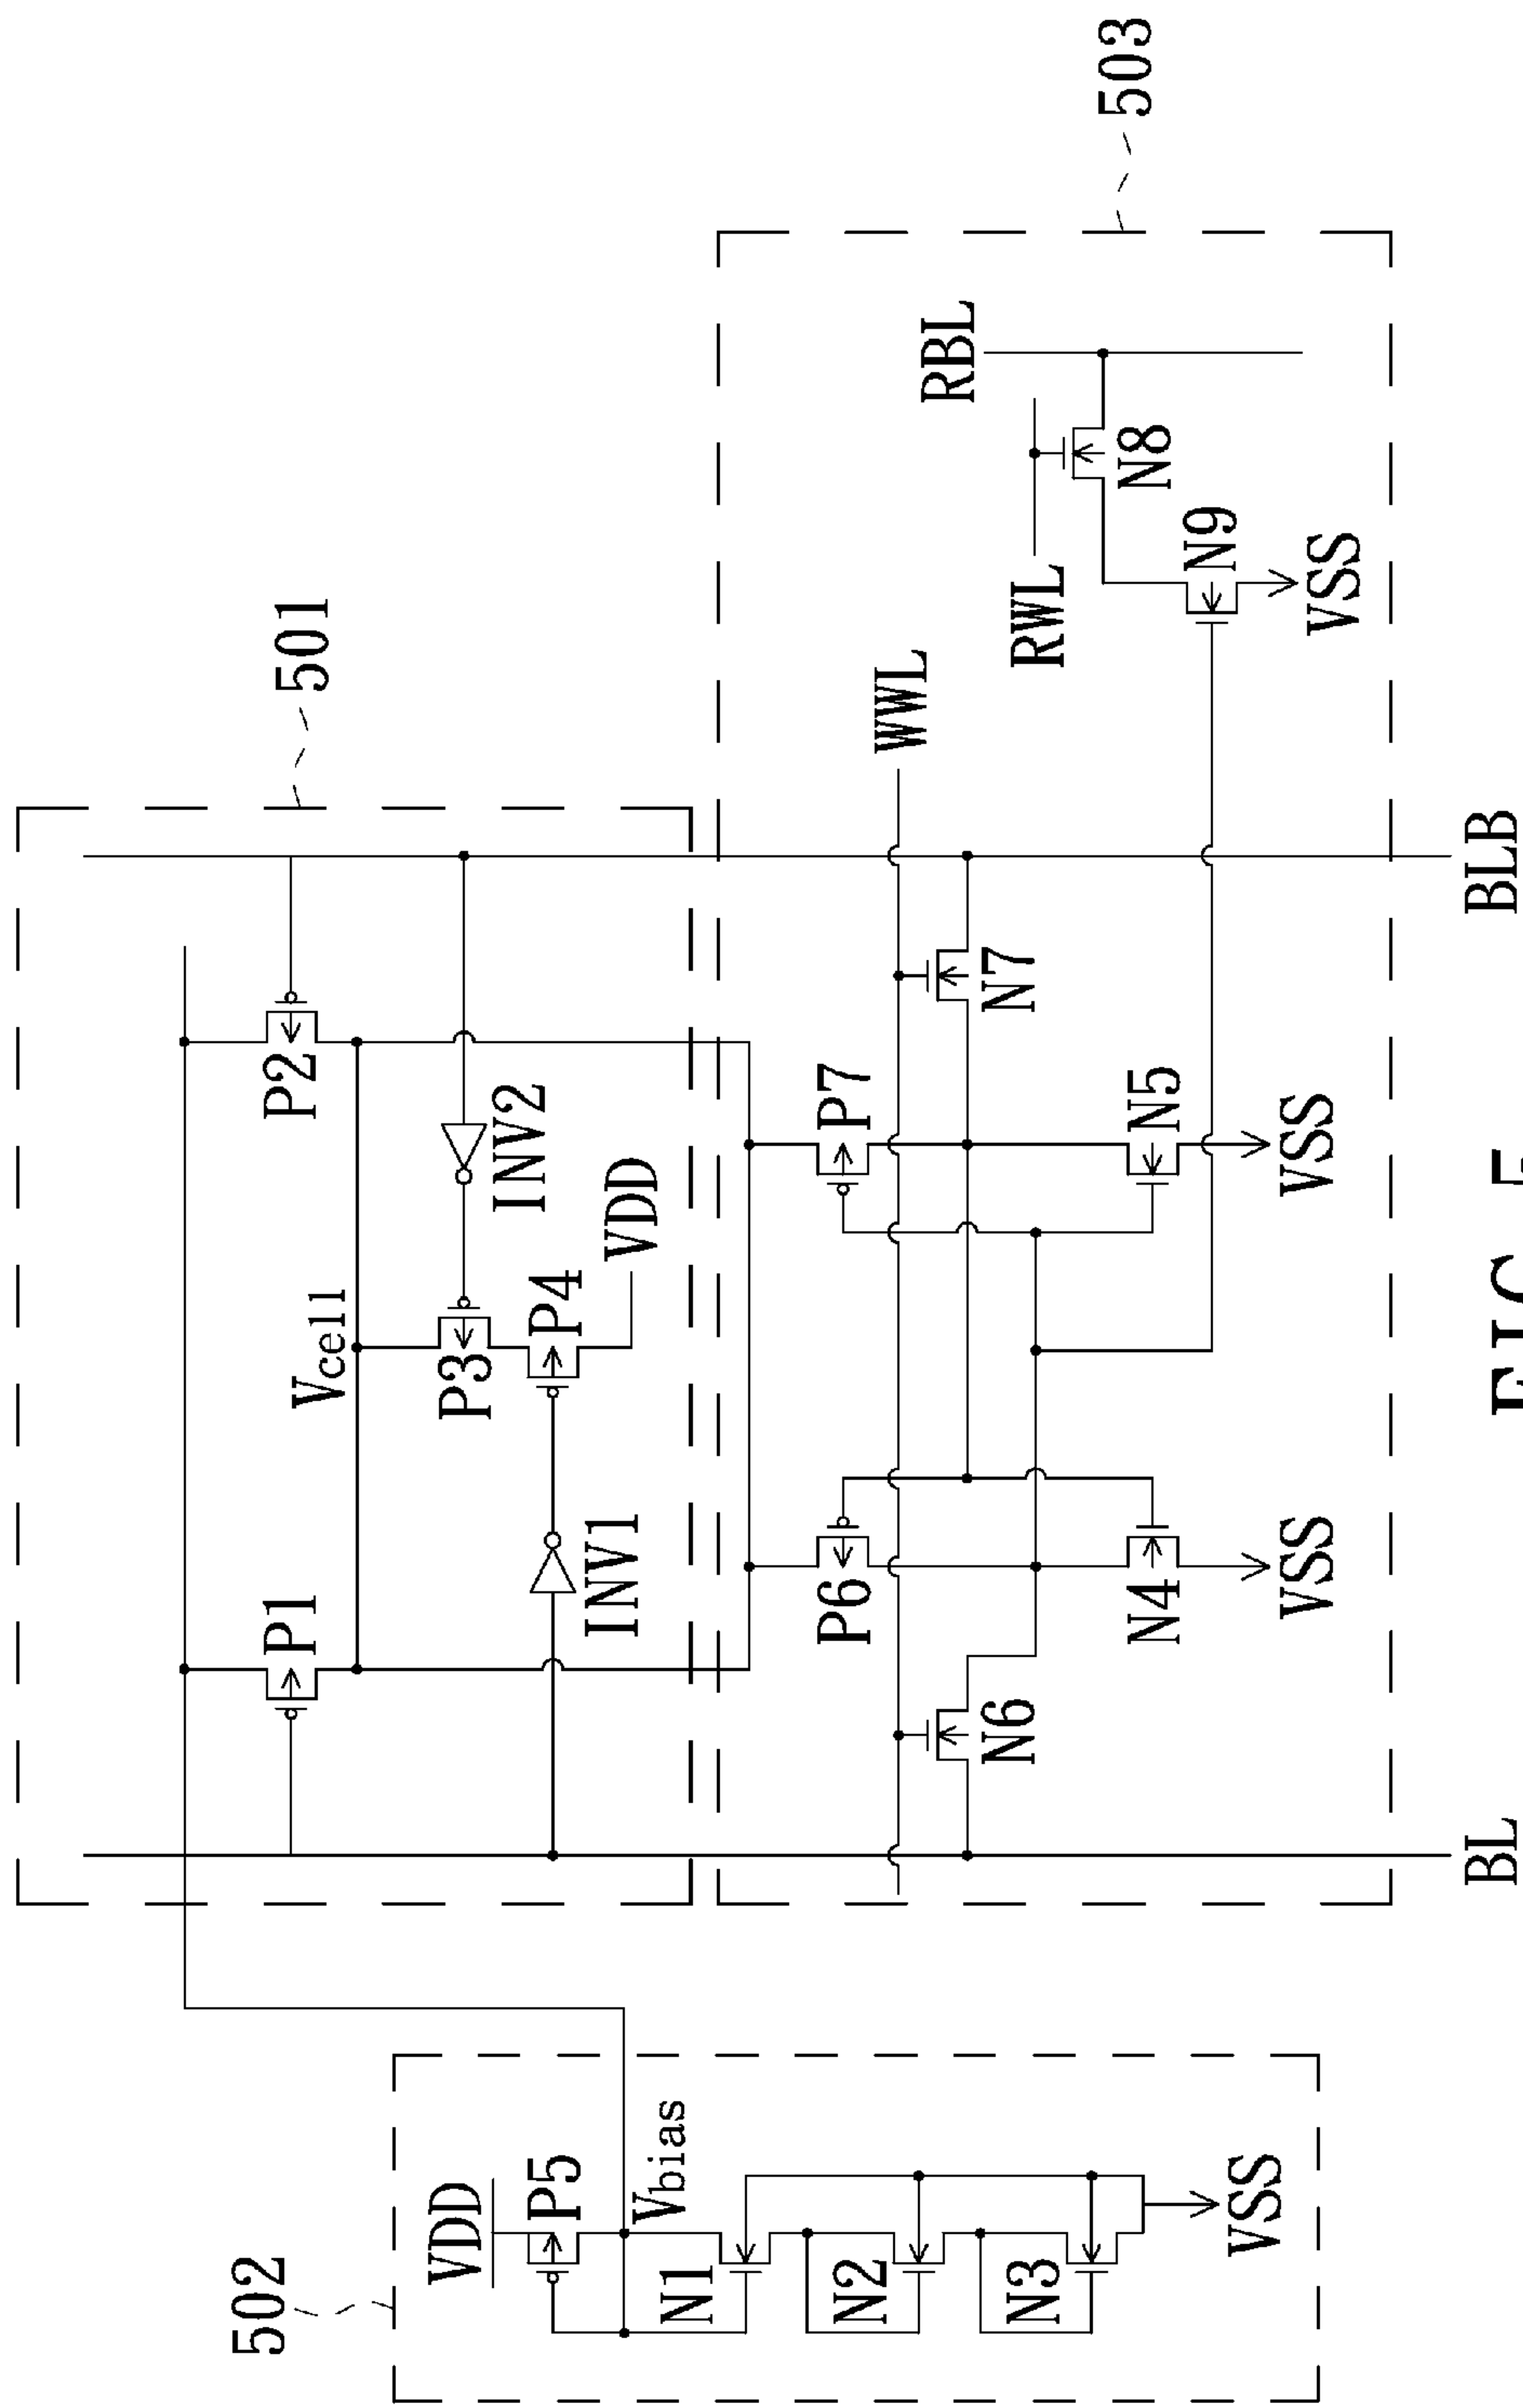 502
VDD
P5
Vbias
N1
N2
N3
VSS
501
P1
P2
Vcell
INV1
INV2
P3
P4
VDD
503
WWL
RBL
RWL
N8
N9
VSS
P6
P7
N6
N7
N4
N5
VSS
VSS
BL
BLB